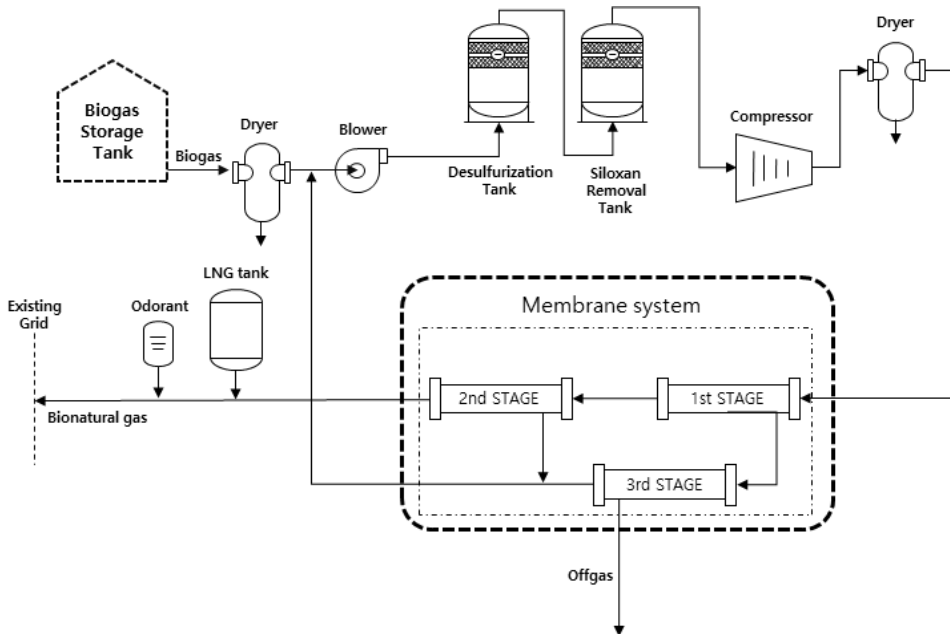 Dryer
Biogas
Storage
Tank
Dryer
Blower
Compressor
Biogas
Desulfurization
Tank
Siloxan
Removal
Tank
LNG tank
Existing
Grid
Odorant
Membrane system
2nd STAGE
1st STAGE
Bionatural gas
3rd STAGE
Offgas